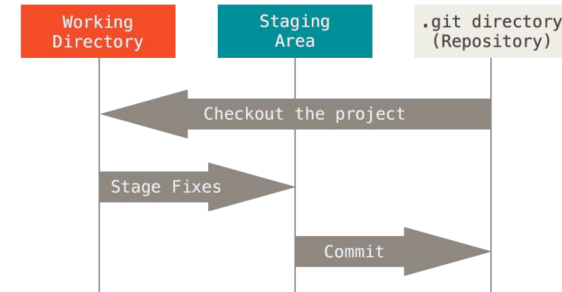 Working
Directory
Staging
Area
.git directory
(Repository)
Checkout the project
Stage Fixes
Commit